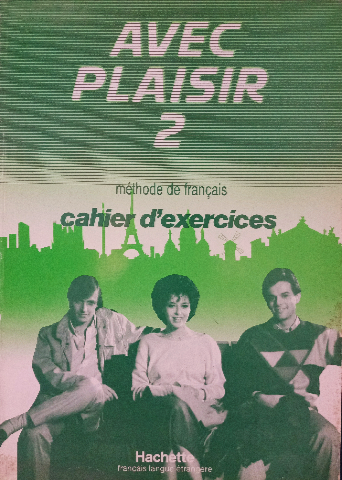 AVEC
PLAISIR
2
méthode de français
cahier d'exercices
Hachette
français langue étrangère